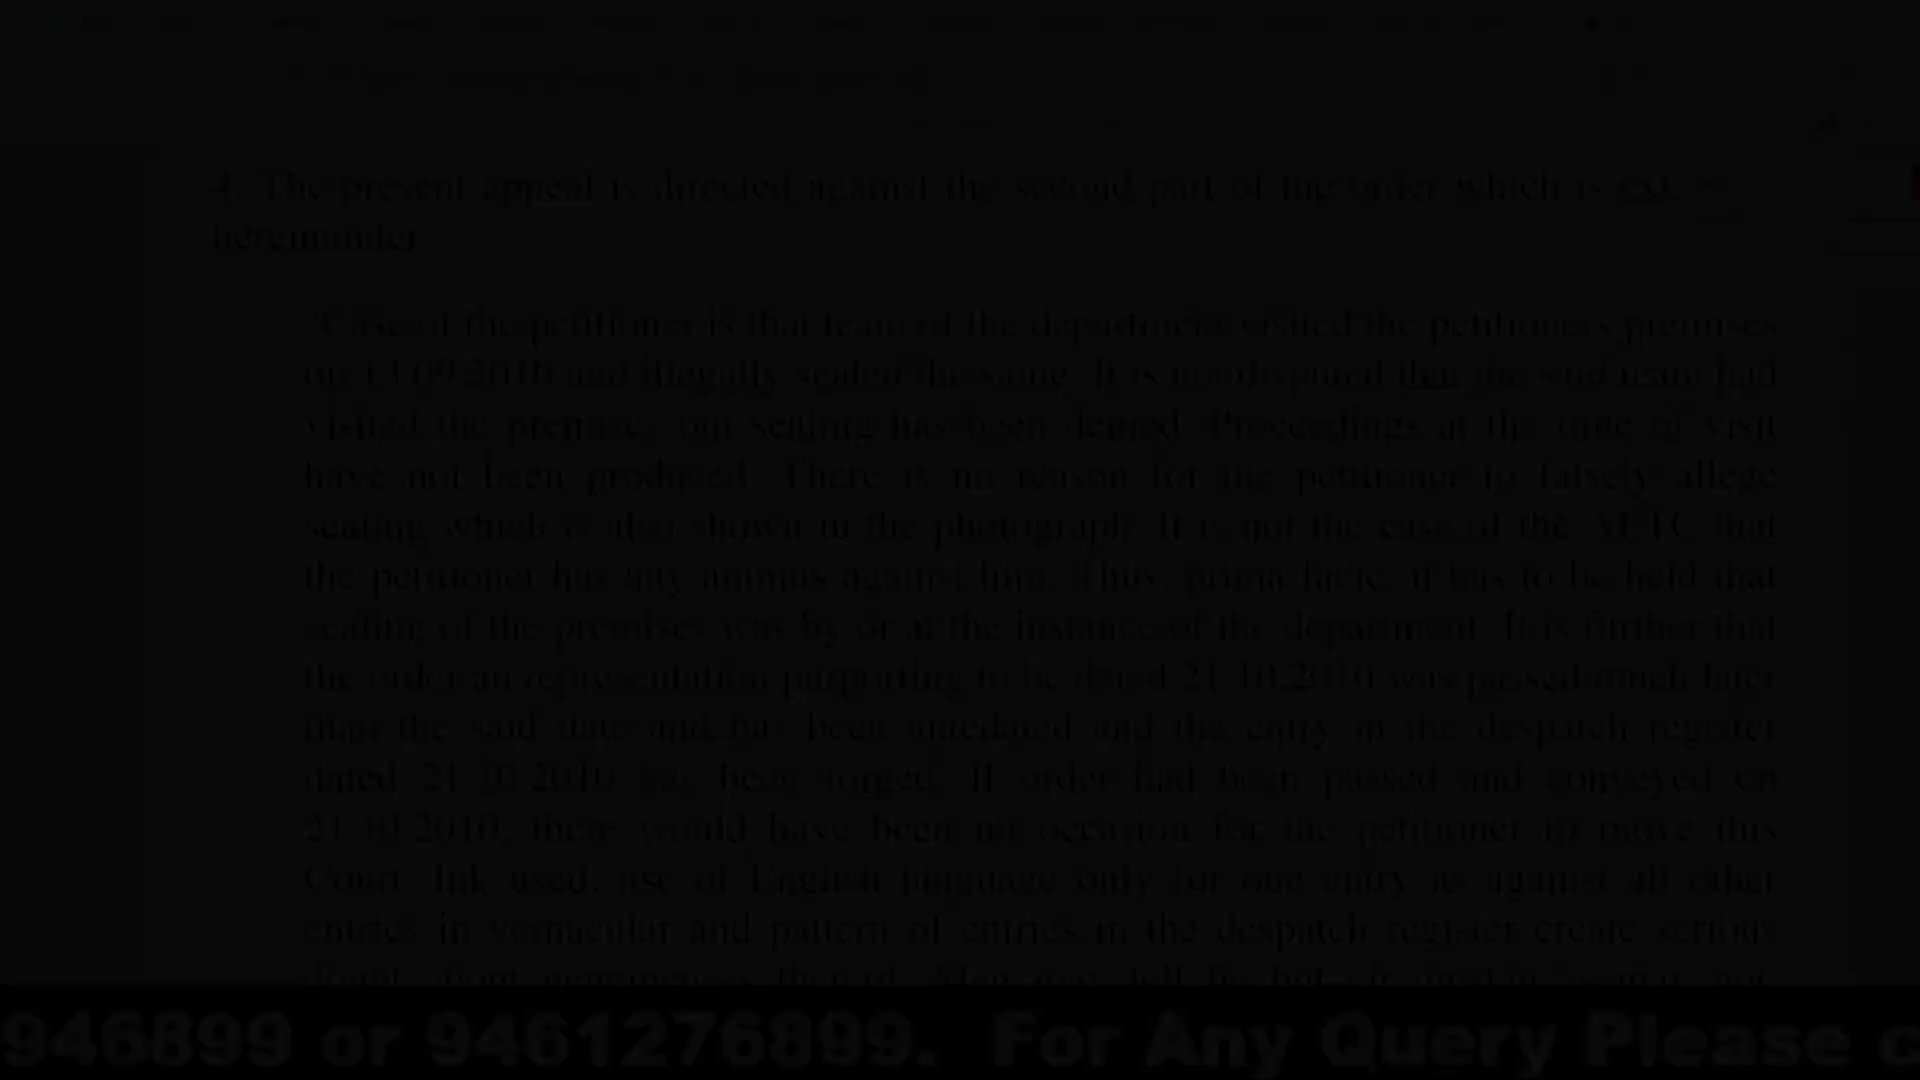 4. The present appeal is directed against the second part of the order which is
hereinunder
"Case of the petitioner is that team of the department visited the petitioner's premises
on 13.09.2010 and illegally sealed the same. It is not disputed that the said team had
visited the premises but sealing has been denied. Proceedings at the time of visit
have not been produced. There is no reason for the petitioner to falsely allege
sealing which is also shown in the photograph. It is not the case of the AETC that
the petitioner has any animus against him. Thus, prima facie, it has to be held that
sealing of the premises was by or at the instance of the department. It is further that
the order on representation purporting to be dated 21.10.2010 was passed much later
than the said date and has been antedated and the entry in the despatch register
dated 21.10.2010 has been forged. If order had been passed and conveyed on
21.10.2010, there would have been no occasion for the petitioner to move this
Court. Ink used, use of English language only for one entry as against all other
entries in vernacular and pattern of entries in the despatch register create serious
doubt about genuineness thereof. Man may tell lie but
946899 or 9461276899. For Any Query Please c